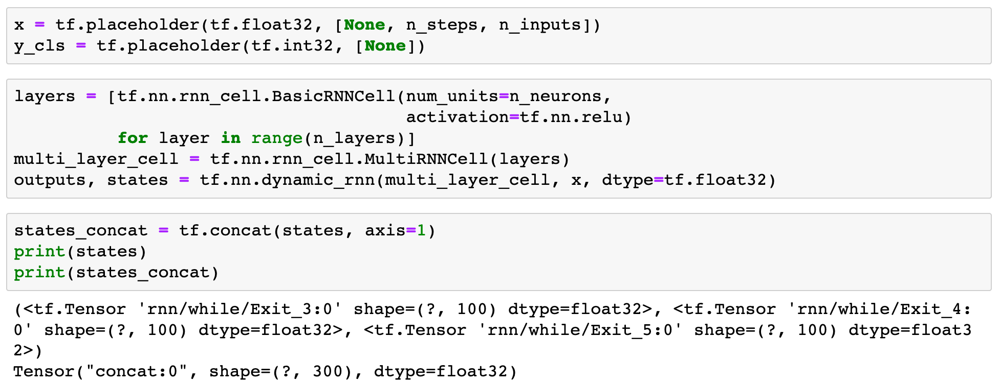 x = tf.placeholder(tf.float32, [None, n_steps, n_inputs])
y_cls = tf.placeholder(tf.int32, [None])
layers = [tf.nn.rnn_cell.BasicRNNCell(num_units=n_neurons,
                                      activation=tf.nn.relu)
          for layer in range(n_layers)]
multi_layer_cell = tf.nn.rnn_cell.MultiRNNCell(layers)
outputs, states = tf.nn.dynamic_rnn(multi_layer_cell, x, dtype=tf.float32)
states_concat = tf.concat(states, axis=1)
print(states)
print(states_concat)
(<tf.Tensor 'rnn/while/Exit_3:0' shape=(?, 100) dtype=float32>, <tf.Tensor 'rnn/while/Exit_4:
0' shape=(?, 100) dtype=float32>, <tf.Tensor 'rnn/while/Exit_5:0' shape=(?, 100) dtype=float3
2>)
Tensor("concat:0", shape=(?, 300), dtype=float32)